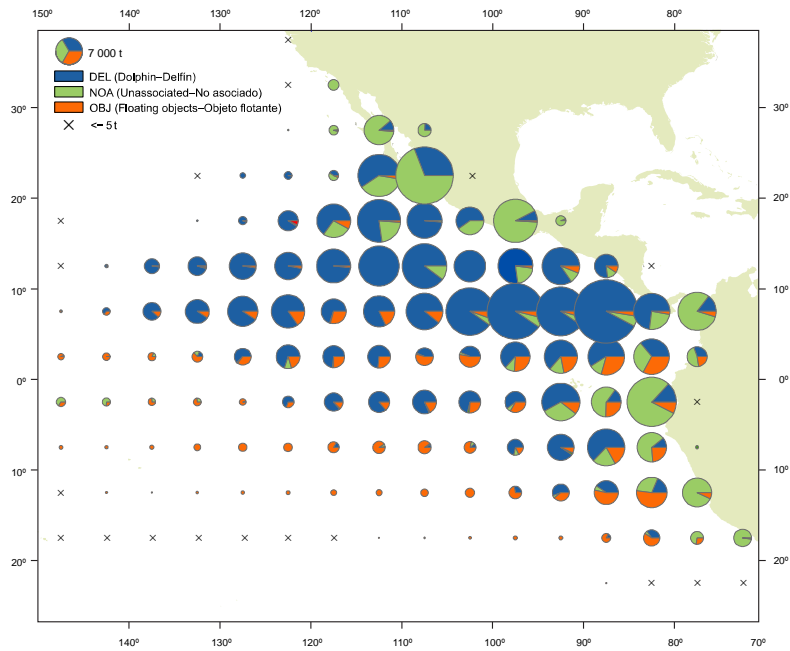 150º 140º 130º 120º 110º 100º 90º 80º
7 000 t
DEL (Dolphin–Delfin)
NOA (Unassociated–No asociado)
OBJ (Floating objects–Objeto flotante)
<– 5 t
30º 30º
20º 20º
10º 10º
0º 0º
10º 10º
20º 20º
140º 130º 120º 110º 100º 90º 80º 70º